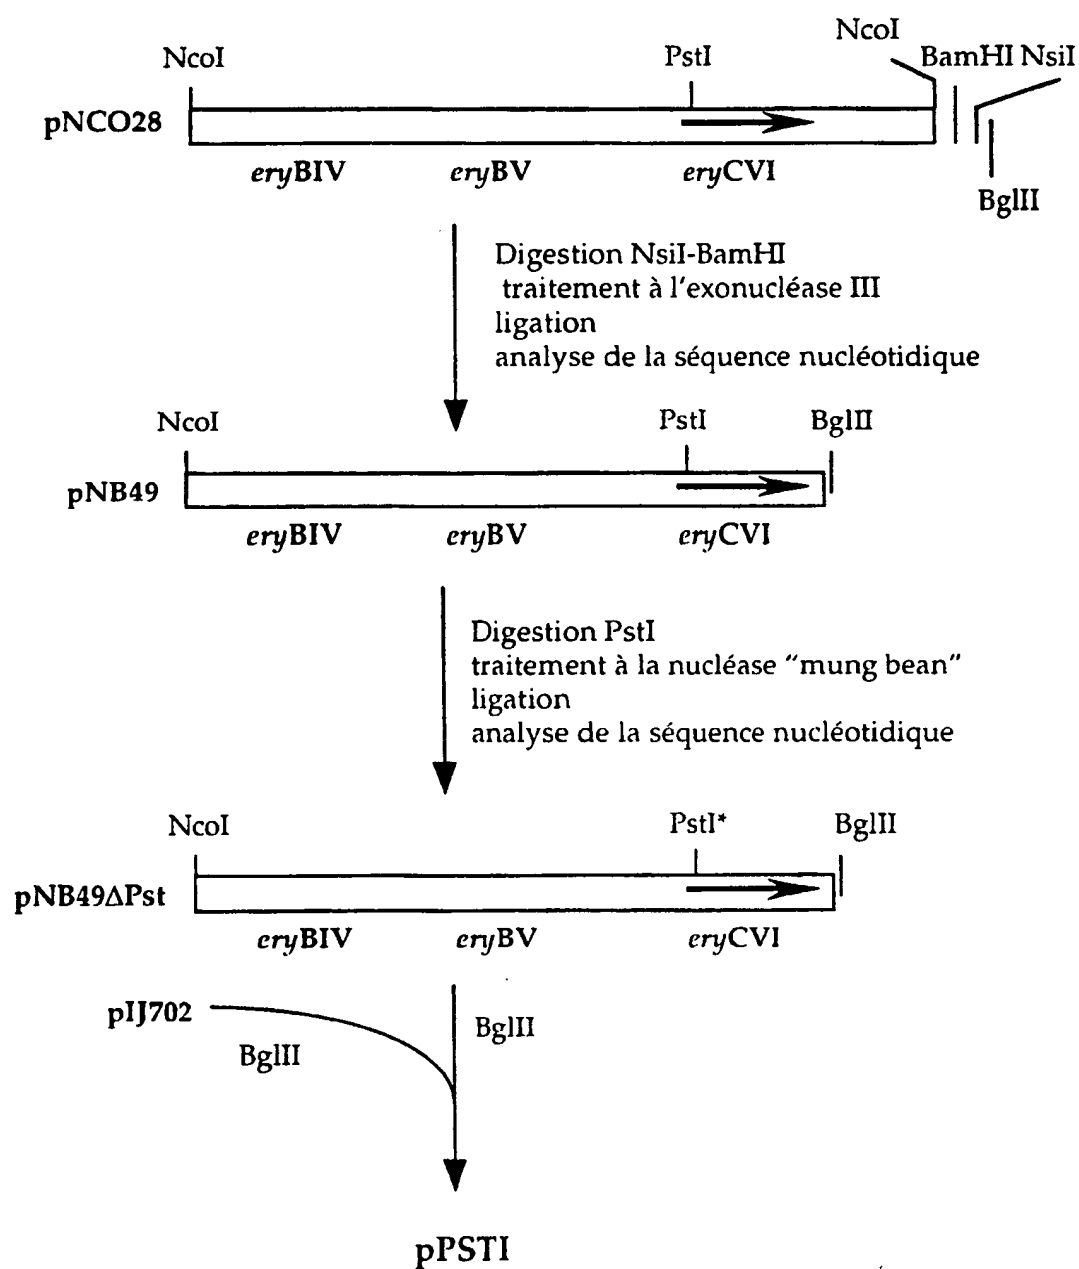 NcoI
PstI
NcoI
BamHI NsiI
pNCO28
eryBIV
eryBV
eryCVI
BglII
Digestion NsiI-BamHI
traitement à l'exonucléase III
ligation
analyse de la séquence nucléotidique
NcoI
PstI
BglII
pNB49
eryBIV
eryBV
eryCVI
Digestion PstI
traitement à la nucléase "mung bean"
ligation
analyse de la séquence nucléotidique
NcoI
PstI*
BglII
pNB49ΔPst
eryBIV
eryBV
eryCVI
pIJ702
BglII
BglII
pPSTI